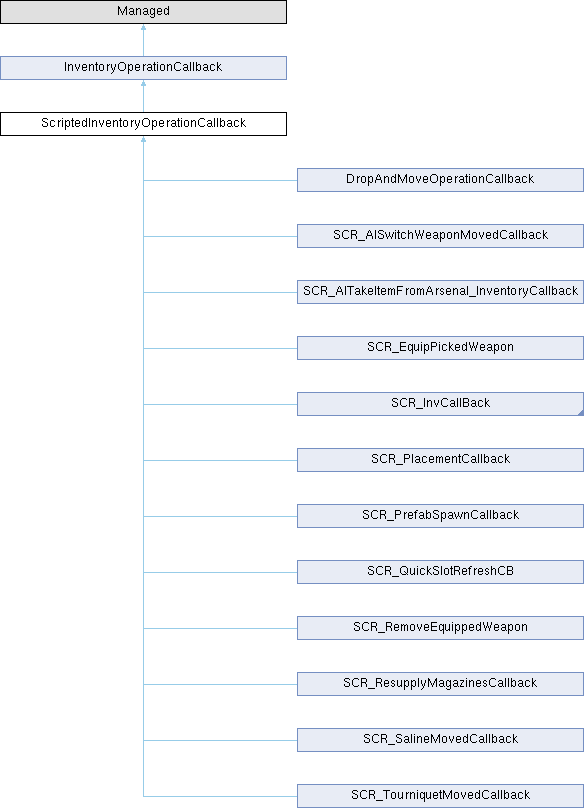 Managed
InventoryOperationCallback
ScriptedInventoryOperationCallback
DropAndMoveOperationCallback
SCR_AISwitchWeaponMovedCallback
SCR_AITakeItemFromArsenal_InventoryCallback
SCR_EquipPickedWeapon
SCR_InvCallBack
SCR_PlacementCallback
SCR_PrefabSpawnCallback
SCR_QuickSlotRefreshCB
SCR_RemoveEquippedWeapon
SCR_ResupplyMagazinesCallback
SCR_SalineMovedCallback
SCR_TourniquetMovedCallback